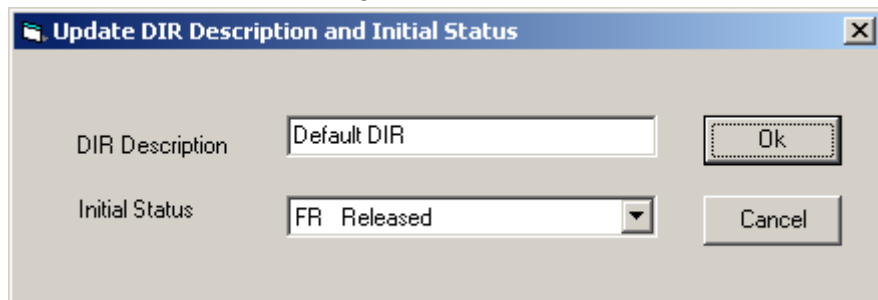 Update DIR Description and Initial Status
DIR Description
Default DIR
Ok
Initial Status
FR Released
Cancel